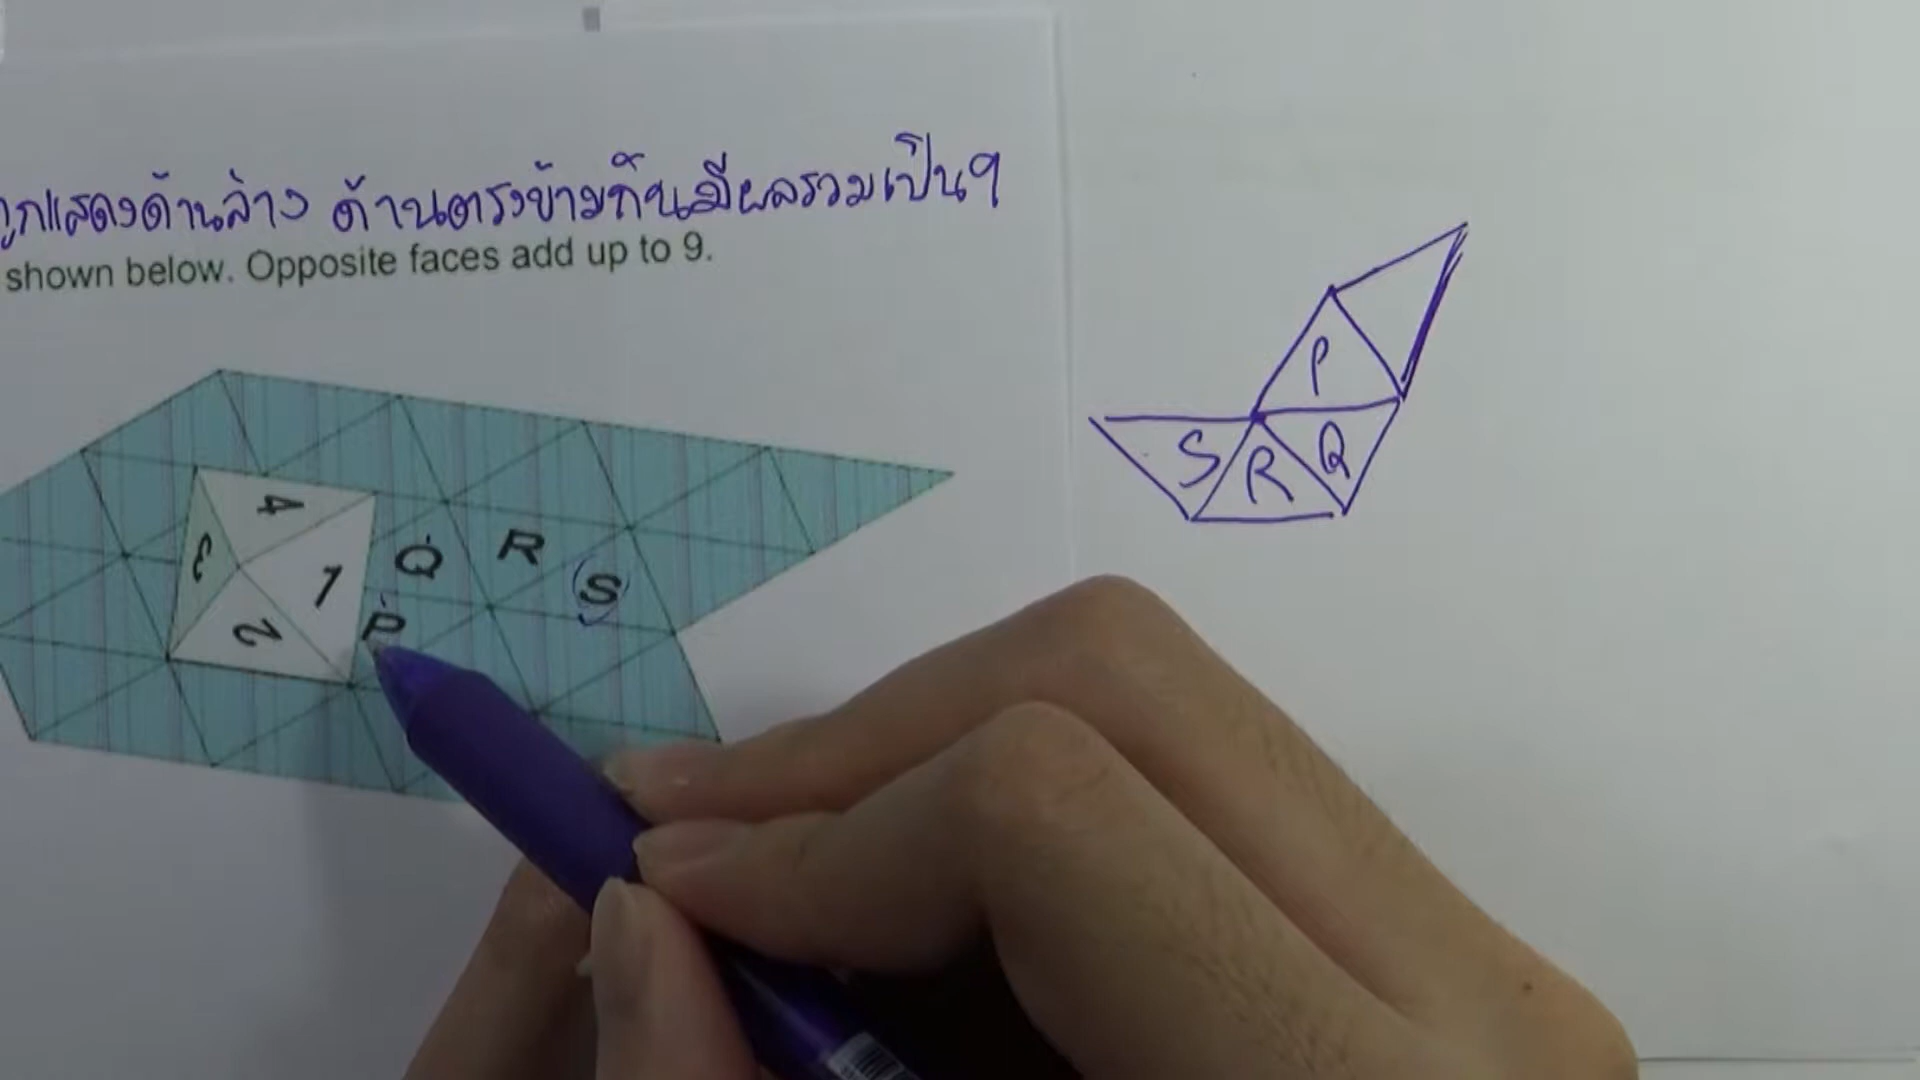 ถูกแสดงด้านล่าง ด้านตรงข้ามกันมีผลรวมเป็น 9
shown below. Opposite faces add up to 9.
4
3 1
2
Q R S
P
P
S R Q